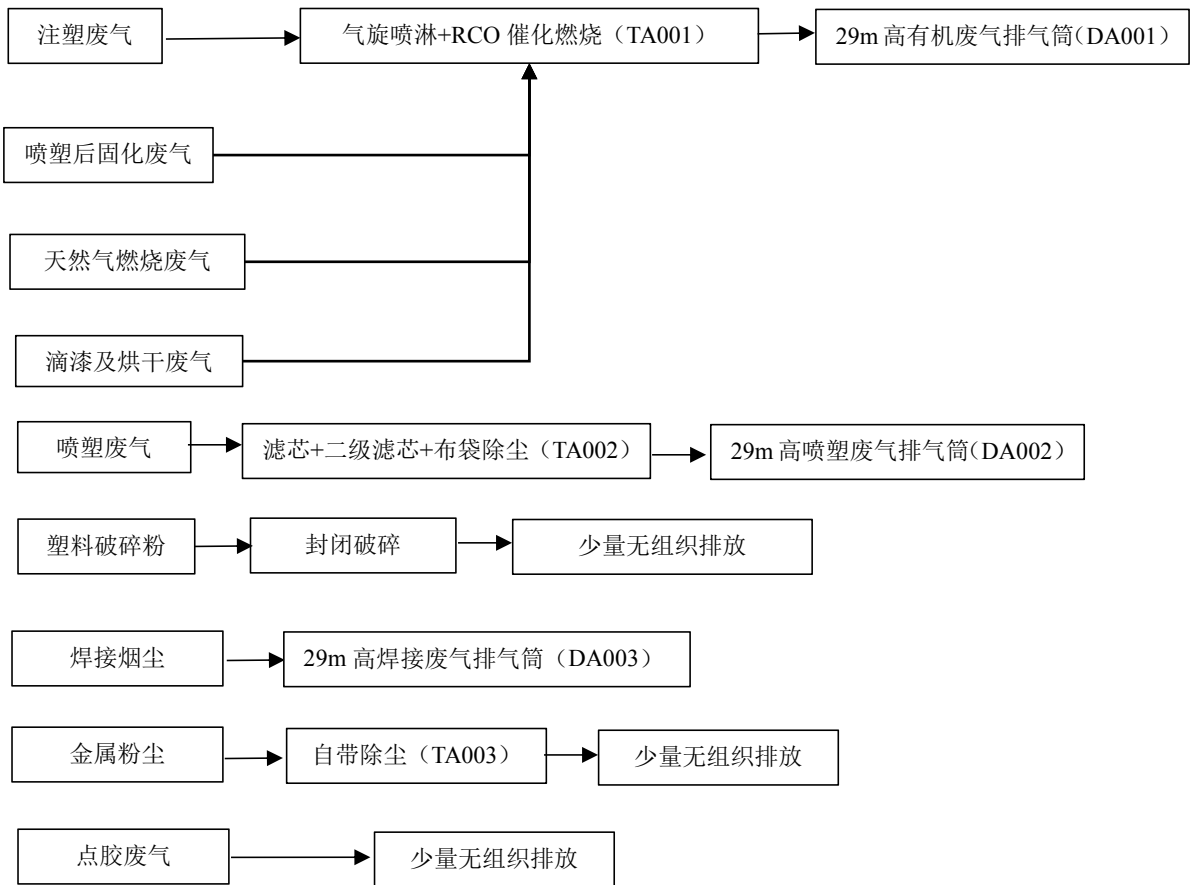 注塑废气
气旋喷淋+RCO 催化燃烧（TA001）
29m 高有机废气排气筒(DA001）
喷塑后固化废气
天然气燃烧废气
滴漆及烘干废气
喷塑废气
滤芯+二级滤芯+布袋除尘（TA002）
29m 高喷塑废气排气筒(DA002）
塑料破碎粉
封闭破碎
少量无组织排放
焊接烟尘
29m 高焊接废气排气筒（DA003）
金属粉尘
自带除尘（TA003）
少量无组织排放
点胶废气
少量无组织排放